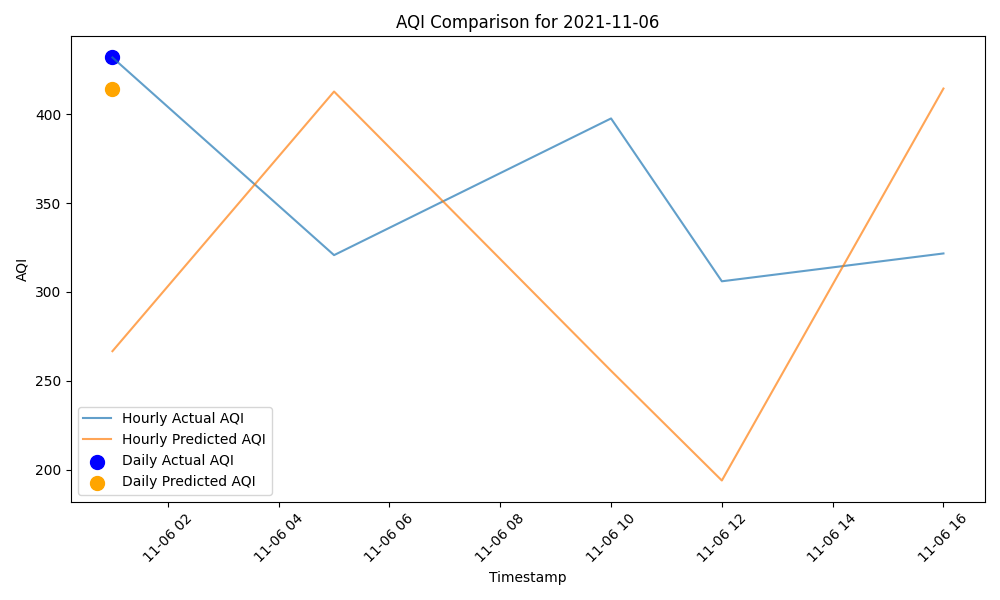 AQI Comparison for 2021-11-06
AQI
400
350
300
250
200
Hourly Actual AQI
Hourly Predicted AQI
Daily Actual AQI
Daily Predicted AQI
11-06 02
11-06 04
11-06 06
11-06 08
11-06 10
11-06 12
11-06 14
11-06 16
Timestamp